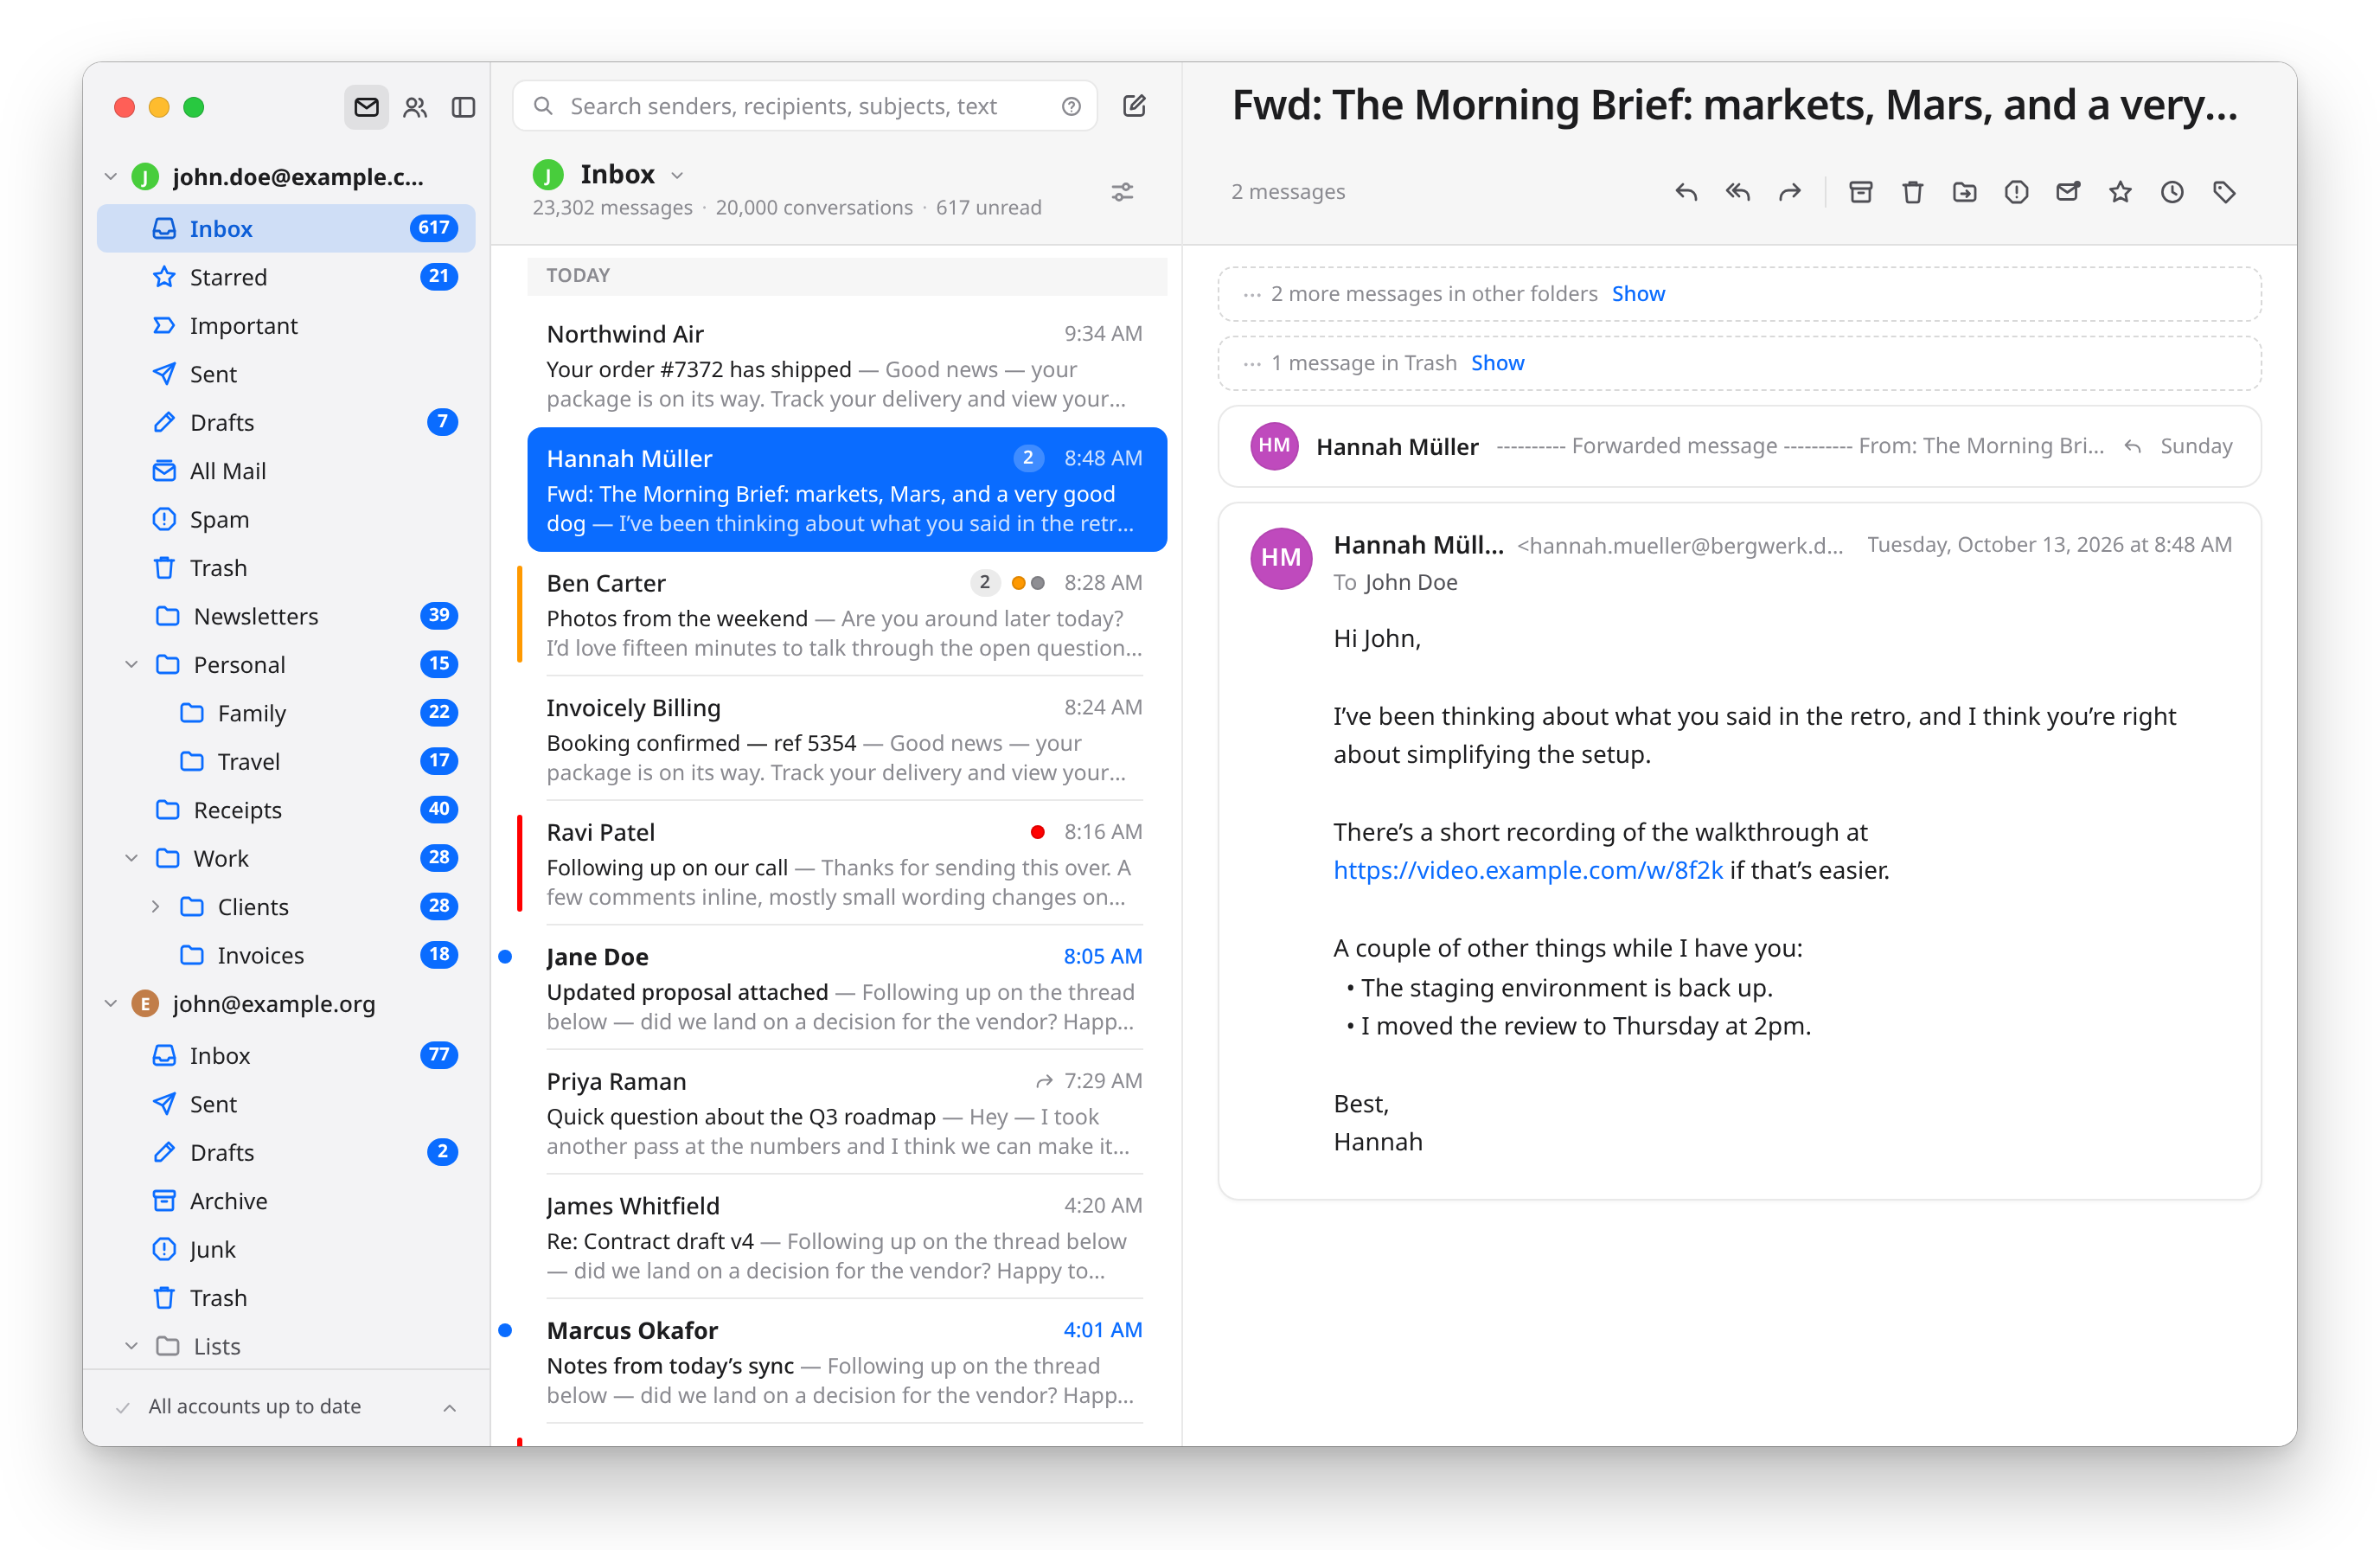 john.doe@example.c...
Inbox 617
Starred 21
Important
Sent
Drafts 7
All Mail
Spam
Trash
Newsletters 39
Personal 15
Family 22
Travel 17
Receipts 40
Work 28
Clients 28
Invoices 18
E john@example.org
Inbox 77
Sent
Drafts 2
Archive
Junk
Trash
Lists
All accounts up to date
Search senders, recipients, subjects, text
J Inbox
23,302 messages · 20,000 conversations · 617 unread
TODAY
Northwind Air 9:34 AM
Your order #7372 has shipped — Good news — your
package is on its way. Track your delivery and view your...
Hannah Müller 2 8:48 AM
Fwd: The Morning Brief: markets, Mars, and a very good
dog — I’ve been thinking about what you said in the retr...
Ben Carter 2 8:28 AM
Photos from the weekend — Are you around later today?
I’d love fifteen minutes to talk through the open question...
Invoicely Billing 8:24 AM
Booking confirmed — ref 5354 — Good news — your
package is on its way. Track your delivery and view your...
Ravi Patel 8:16 AM
Following up on our call — Thanks for sending this over. A
few comments inline, mostly small wording changes on...
Jane Doe 8:05 AM
Updated proposal attached — Following up on the thread
below — did we land on a decision for the vendor? Happ...
Priya Raman 7:29 AM
Quick question about the Q3 roadmap — Hey — I took
another pass at the numbers and I think we can make it...
James Whitfield 4:20 AM
Re: Contract draft v4 — Following up on the thread below
— did we land on a decision for the vendor? Happy to...
Marcus Okafor 4:01 AM
Notes from today’s sync — Following up on the thread
below — did we land on a decision for the vendor? Happ...
Fwd: The Morning Brief: markets, Mars, and a very...
2 messages
··· 2 more messages in other folders Show
··· 1 message in Trash Show
HM Hannah Müller ---------- Forwarded message ---------- From: The Morning Bri... Sunday
HM Hannah Müll... <hannah.mueller@bergwerk.d... Tuesday, October 13, 2026 at 8:48 AM
To John Doe
Hi John,
I’ve been thinking about what you said in the retro, and I think you’re right
about simplifying the setup.
There’s a short recording of the walkthrough at
https://video.example.com/w/8f2k if that’s easier.
A couple of other things while I have you:
• The staging environment is back up.
• I moved the review to Thursday at 2pm.
Best,
Hannah